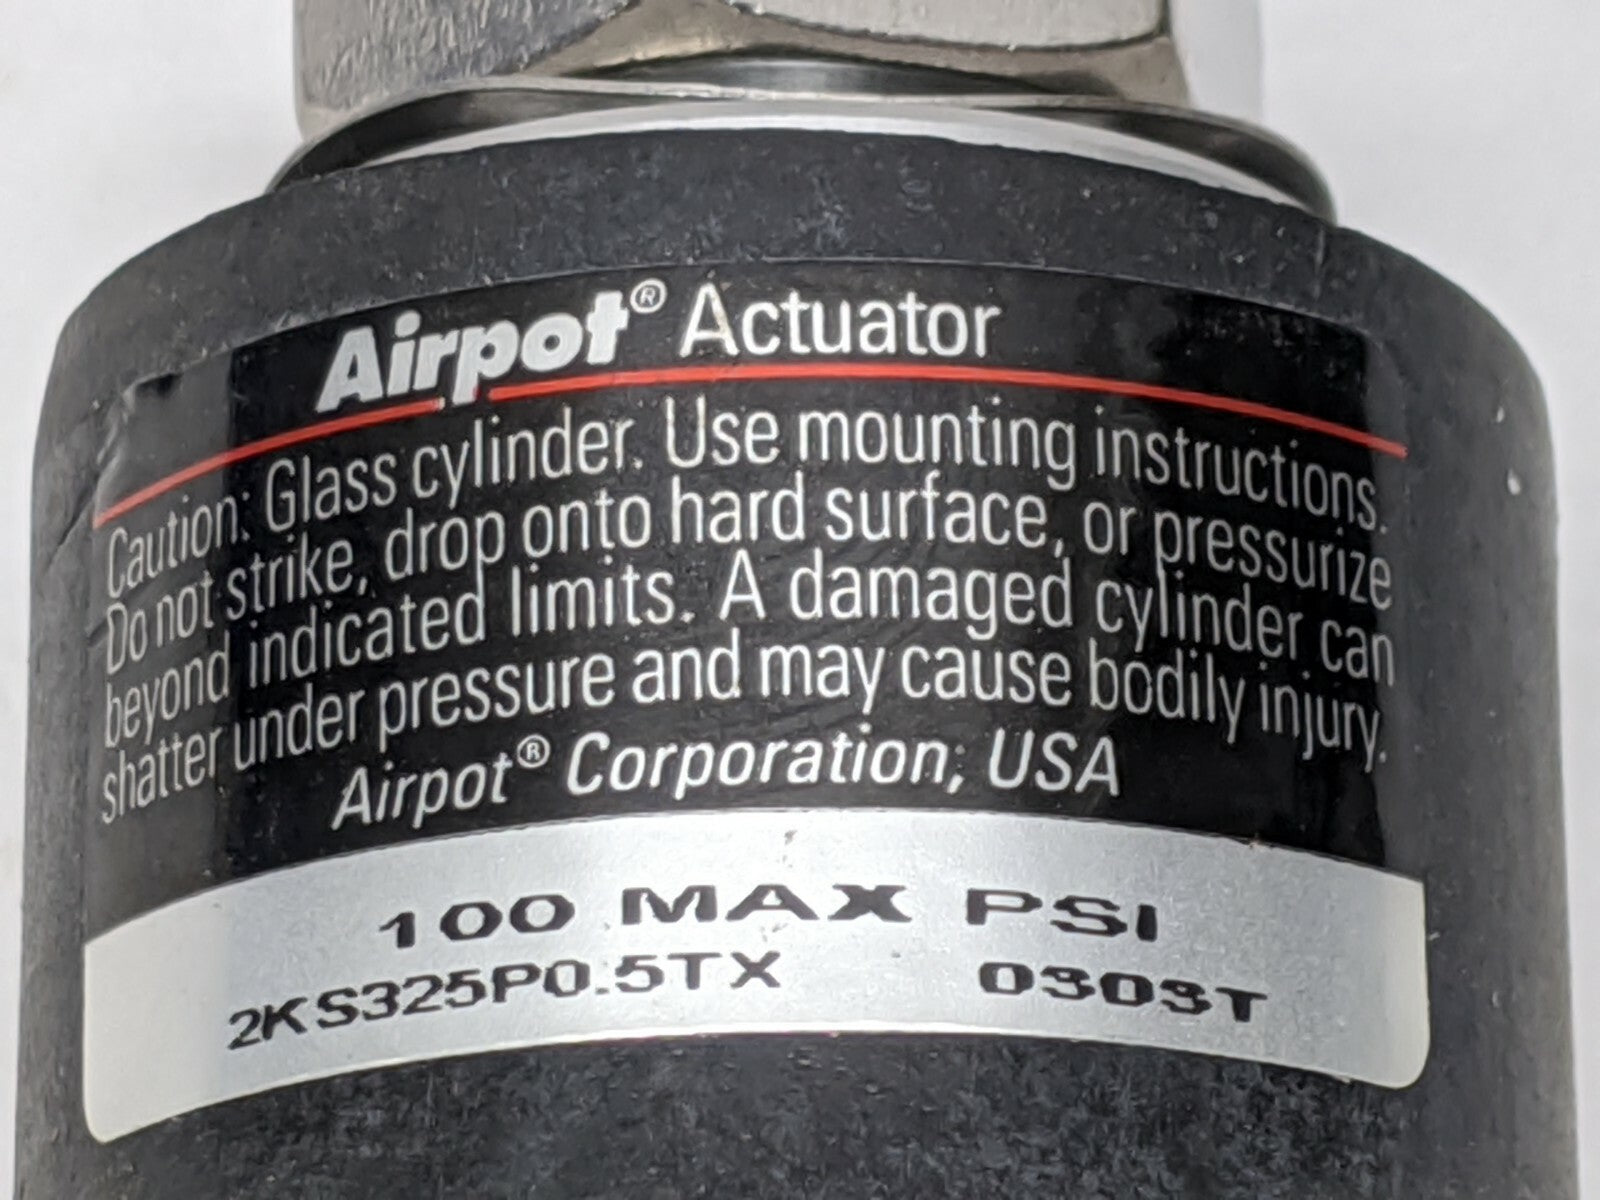 Airpot® Actuator
Caution: Glass cylinder. Use mounting instructions.
Do not strike, drop onto hard surface, or pressurize
beyond indicated limits. A damaged cylinder can
shatter under pressure and may cause bodily injury.
Airpot® Corporation, USA
100 MAX PSI
2KS325P0.5TX 0303T